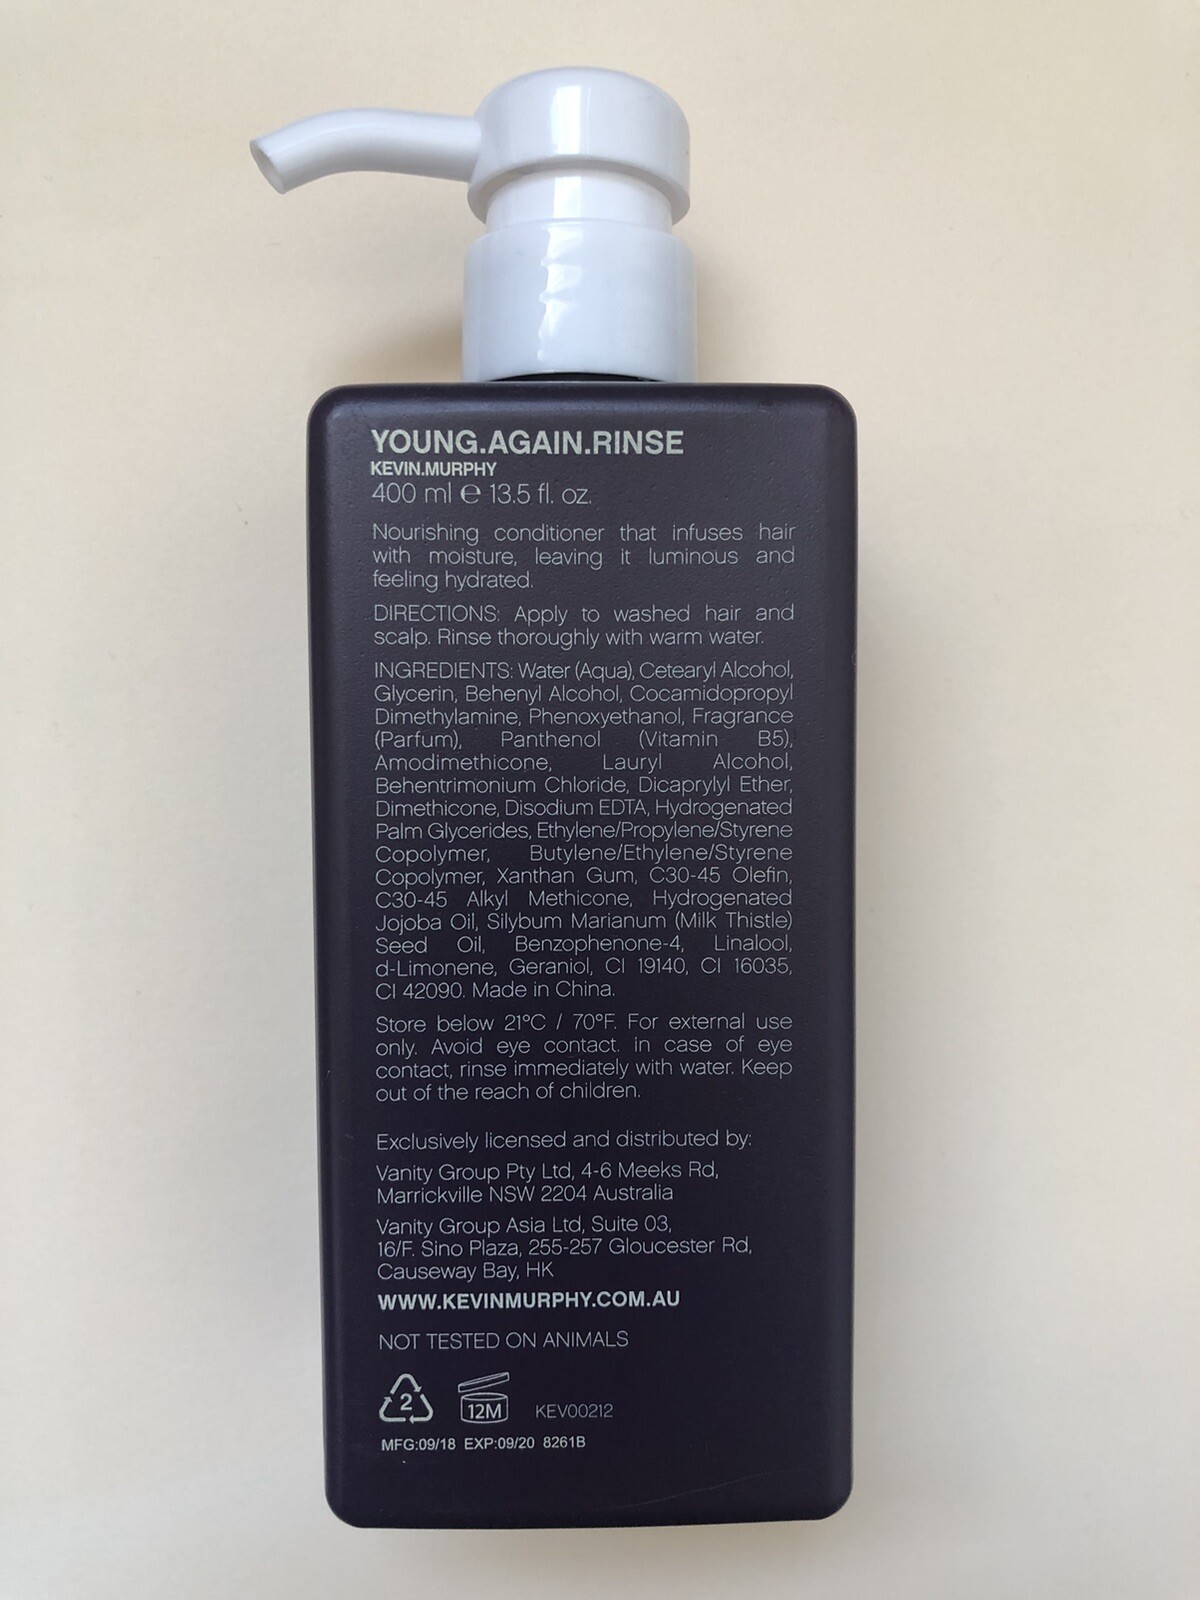 YOUNG.AGAIN.RINSE
KEVIN.MURPHY
400 ml ℮ 13.5 fl. oz.
Nourishing conditioner that infuses hair
with moisture, leaving it luminous and
feeling hydrated.
DIRECTIONS: Apply to washed hair and
scalp. Rinse thoroughly with warm water.
INGREDIENTS: Water (Aqua), Cetearyl Alcohol,
Glycerin, Behenyl Alcohol, Cocamidopropyl
Dimethylamine, Phenoxyethanol, Fragrance
(Parfum), Panthenol (Vitamin B5),
Amodimethicone, Lauryl Alcohol,
Behentrimonium Chloride, Dicaprylyl Ether,
Dimethicone, Disodium EDTA, Hydrogenated
Palm Glycerides, Ethylene/Propylene/Styrene
Copolymer, Butylene/Ethylene/Styrene
Copolymer, Xanthan Gum, C30-45 Olefin,
C30-45 Alkyl Methicone, Hydrogenated
Jojoba Oil, Silybum Marianum (Milk Thistle)
Seed Oil, Benzophenone-4, Linalool,
d-Limonene, Geraniol, CI 19140, CI 16035,
CI 42090. Made in China.
Store below 21°C / 70°F. For external use
only. Avoid eye contact. in case of eye
contact, rinse immediately with water. Keep
out of the reach of children.
Exclusively licensed and distributed by:
Vanity Group Pty Ltd, 4-6 Meeks Rd,
Marrickville NSW 2204 Australia
Vanity Group Asia Ltd, Suite 03,
16/F. Sino Plaza, 255-257 Gloucester Rd,
Causeway Bay, HK
WWW.KEVINMURPHY.COM.AU
NOT TESTED ON ANIMALS
2 12M KEV00212
MFG:09/18 EXP:09/20 8261B